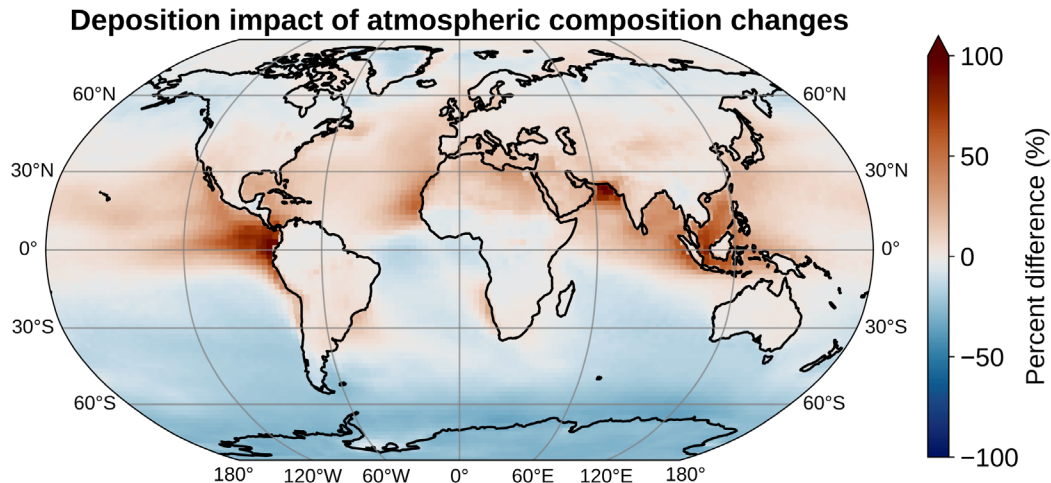 Deposition impact of atmospheric composition changes
60°N
60°N
30°N
30°N
0°
0°
30°S
30°S
60°S
60°S
180° 120°W 60°W 0° 60°E 120°E 180°
100
50
0
−50
−100
Percent difference (%)